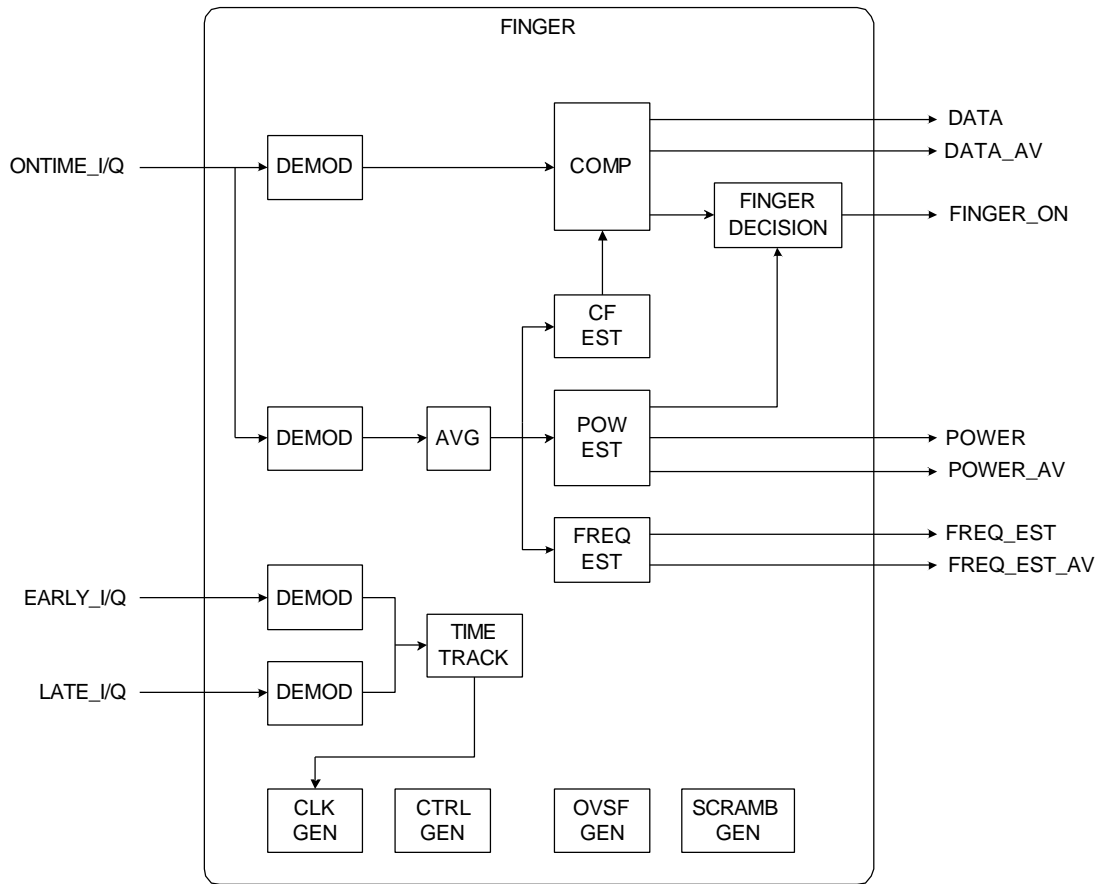 FINGER
ONTIME_I/Q
DEMOD
COMP
DATA
DATA_AV
FINGER
DECISION
FINGER_ON
CF
EST
DEMOD
AVG
POW
EST
POWER
POWER_AV
FREQ
EST
FREQ_EST
FREQ_EST_AV
EARLY_I/Q
DEMOD
TIME
TRACK
LATE_I/Q
DEMOD
CLK
GEN
CTRL
GEN
OVSF
GEN
SCRAMB
GEN